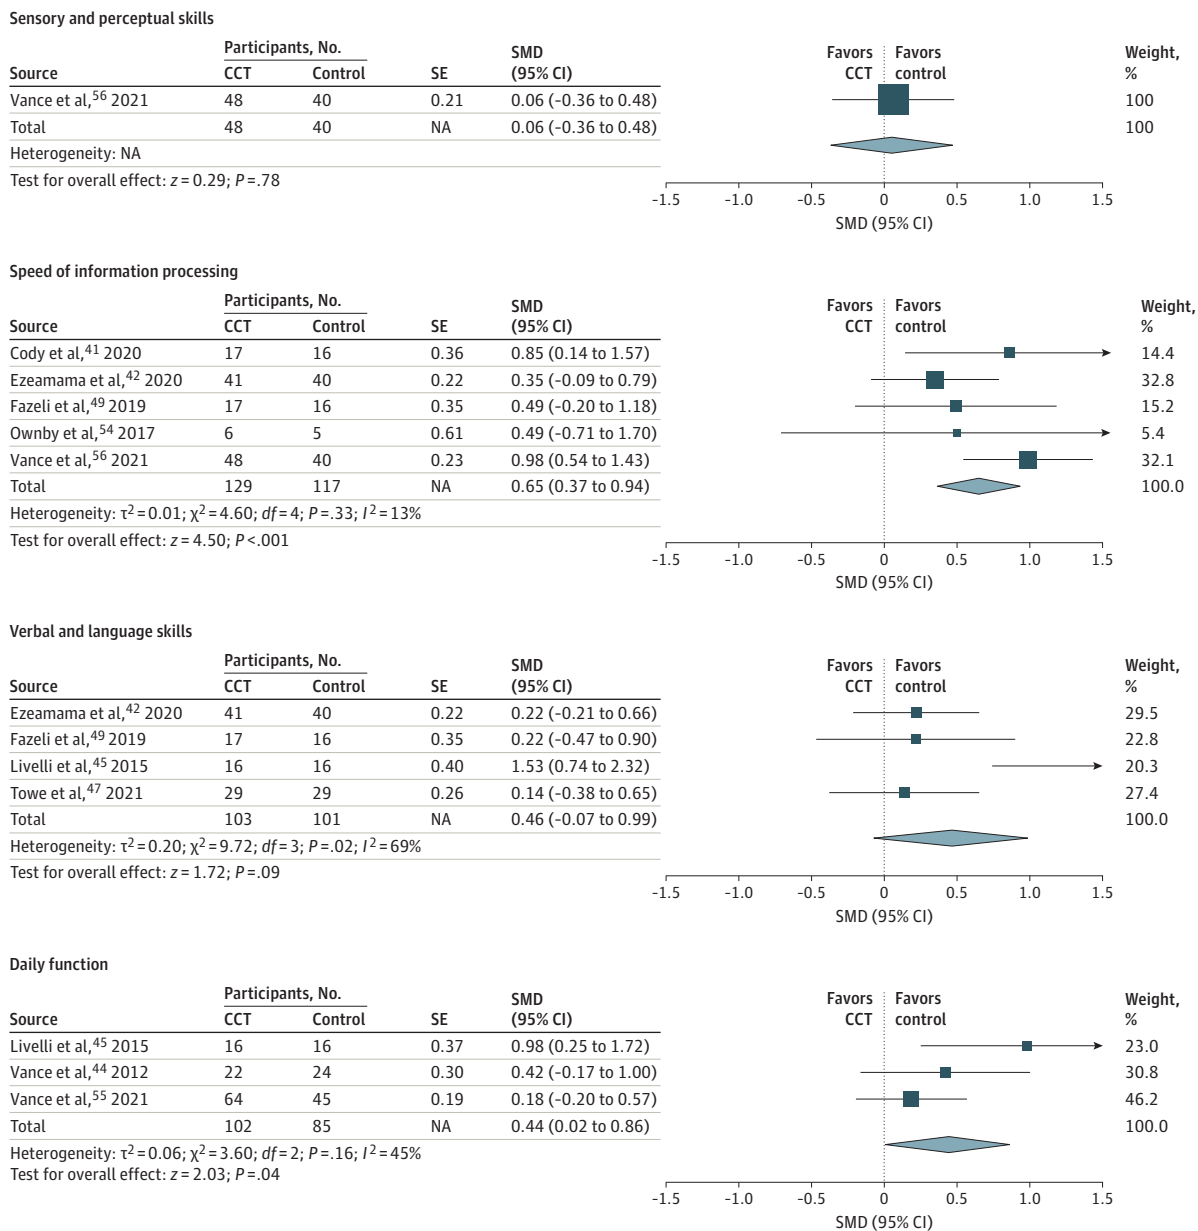 Sensory and perceptual skills
Participants, No.
SMD
Favors Favors
Weight,
Source CCT Control SE (95% CI) CCT control %
Vance et al,56 2021 48 40 0.21 0.06 (-0.36 to 0.48) 100
Total 48 40 NA 0.06 (-0.36 to 0.48) 100
Heterogeneity: NA
Test for overall effect: z = 0.29; P = .78
-1.5 -1.0 -0.5 0 0.5 1.0 1.5
SMD (95% CI)
Speed of information processing
Participants, No.
SMD
Favors Favors
Weight,
Source CCT Control SE (95% CI) CCT control %
Cody et al,41 2020 17 16 0.36 0.85 (0.14 to 1.57) 14.4
Ezeamama et al,42 2020 41 40 0.22 0.35 (-0.09 to 0.79) 32.8
Fazeli et al,49 2019 17 16 0.35 0.49 (-0.20 to 1.18) 15.2
Ownby et al,54 2017 6 5 0.61 0.49 (-0.71 to 1.70) 5.4
Vance et al,56 2021 48 40 0.23 0.98 (0.54 to 1.43) 32.1
Total 129 117 NA 0.65 (0.37 to 0.94) 100.0
Heterogeneity: τ2 = 0.01; χ2 = 4.60; df = 4; P = .33; I2 = 13%
Test for overall effect: z = 4.50; P < .001
-1.5 -1.0 -0.5 0 0.5 1.0 1.5
SMD (95% CI)
Verbal and language skills
Participants, No.
SMD
Favors Favors
Weight,
Source CCT Control SE (95% CI) CCT control %
Ezeamama et al,42 2020 41 40 0.22 0.22 (-0.21 to 0.66) 29.5
Fazeli et al,49 2019 17 16 0.35 0.22 (-0.47 to 0.90) 22.8
Livelli et al,45 2015 16 16 0.40 1.53 (0.74 to 2.32) 20.3
Towe et al,47 2021 29 29 0.26 0.14 (-0.38 to 0.65) 27.4
Total 103 101 NA 0.46 (-0.07 to 0.99) 100.0
Heterogeneity: τ2 = 0.20; χ2 = 9.72; df = 3; P = .02; I2 = 69%
Test for overall effect: z = 1.72; P = .09
-1.5 -1.0 -0.5 0 0.5 1.0 1.5
SMD (95% CI)
Daily function
Participants, No.
SMD
Favors Favors
Weight,
Source CCT Control SE (95% CI) CCT control %
Livelli et al,45 2015 16 16 0.37 0.98 (0.25 to 1.72) 23.0
Vance et al,44 2012 22 24 0.30 0.42 (-0.17 to 1.00) 30.8
Vance et al,55 2021 64 45 0.19 0.18 (-0.20 to 0.57) 46.2
Total 102 85 NA 0.44 (0.02 to 0.86) 100.0
Heterogeneity: τ2 = 0.06; χ2 = 3.60; df = 2; P = .16; I2 = 45%
Test for overall effect: z = 2.03; P = .04
-1.5 -1.0 -0.5 0 0.5 1.0 1.5
SMD (95% CI)